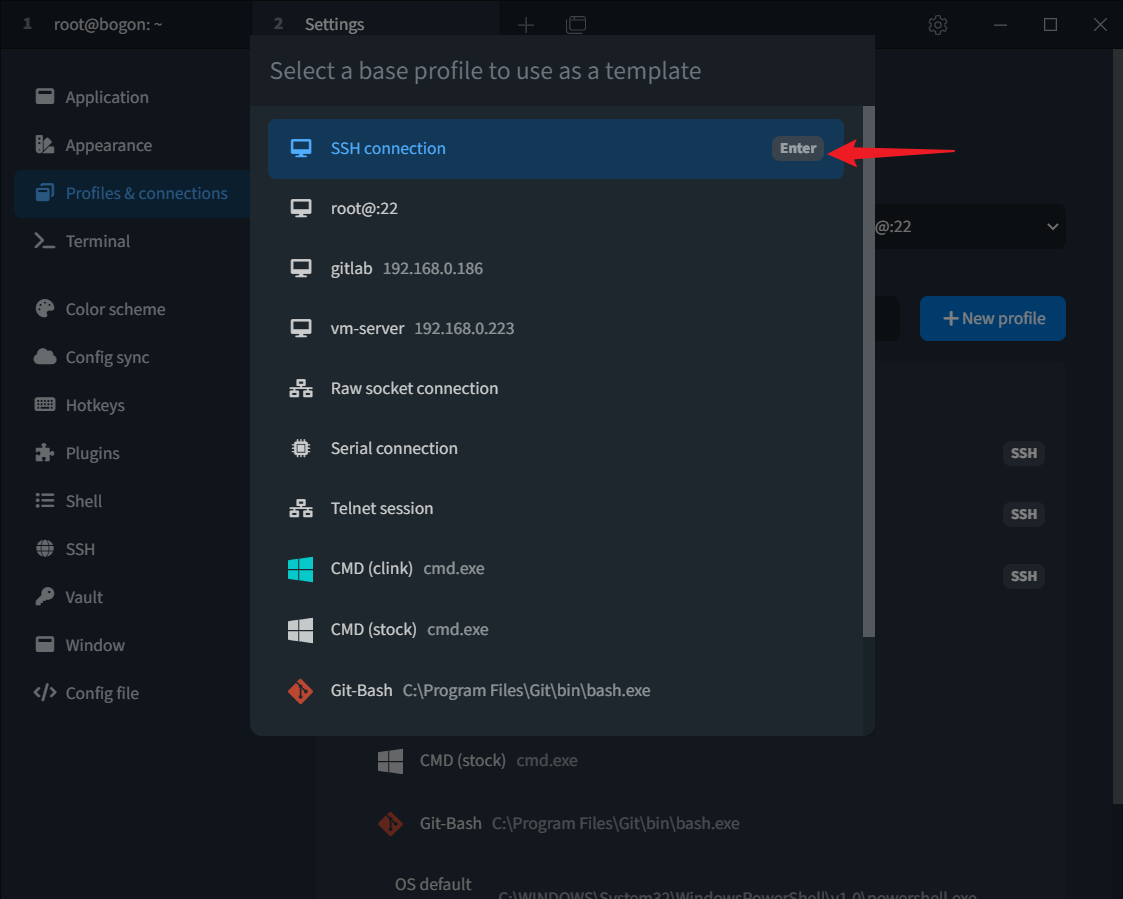 1 root@bogon: ~
2 Settings
Select a base profile to use as a template
Application
Appearance
Profiles & connections
Terminal
Color scheme
Config sync
Hotkeys
Plugins
Shell
SSH
Vault
Window
Config file
SSH connection Enter
root@:22
gitlab 192.168.0.186
vm-server 192.168.0.223
Raw socket connection
Serial connection
Telnet session
CMD (clink) cmd.exe
CMD (stock) cmd.exe
Git-Bash C:\Program Files\Git\bin\bash.exe
@:22
New profile
SSH
SSH
SSH
CMD (stock) cmd.exe
Git-Bash C:\Program Files\Git\bin\bash.exe
OS default
C:\WINDOWS\System32\WindowsPowerShell\v1.0\powershell.exe